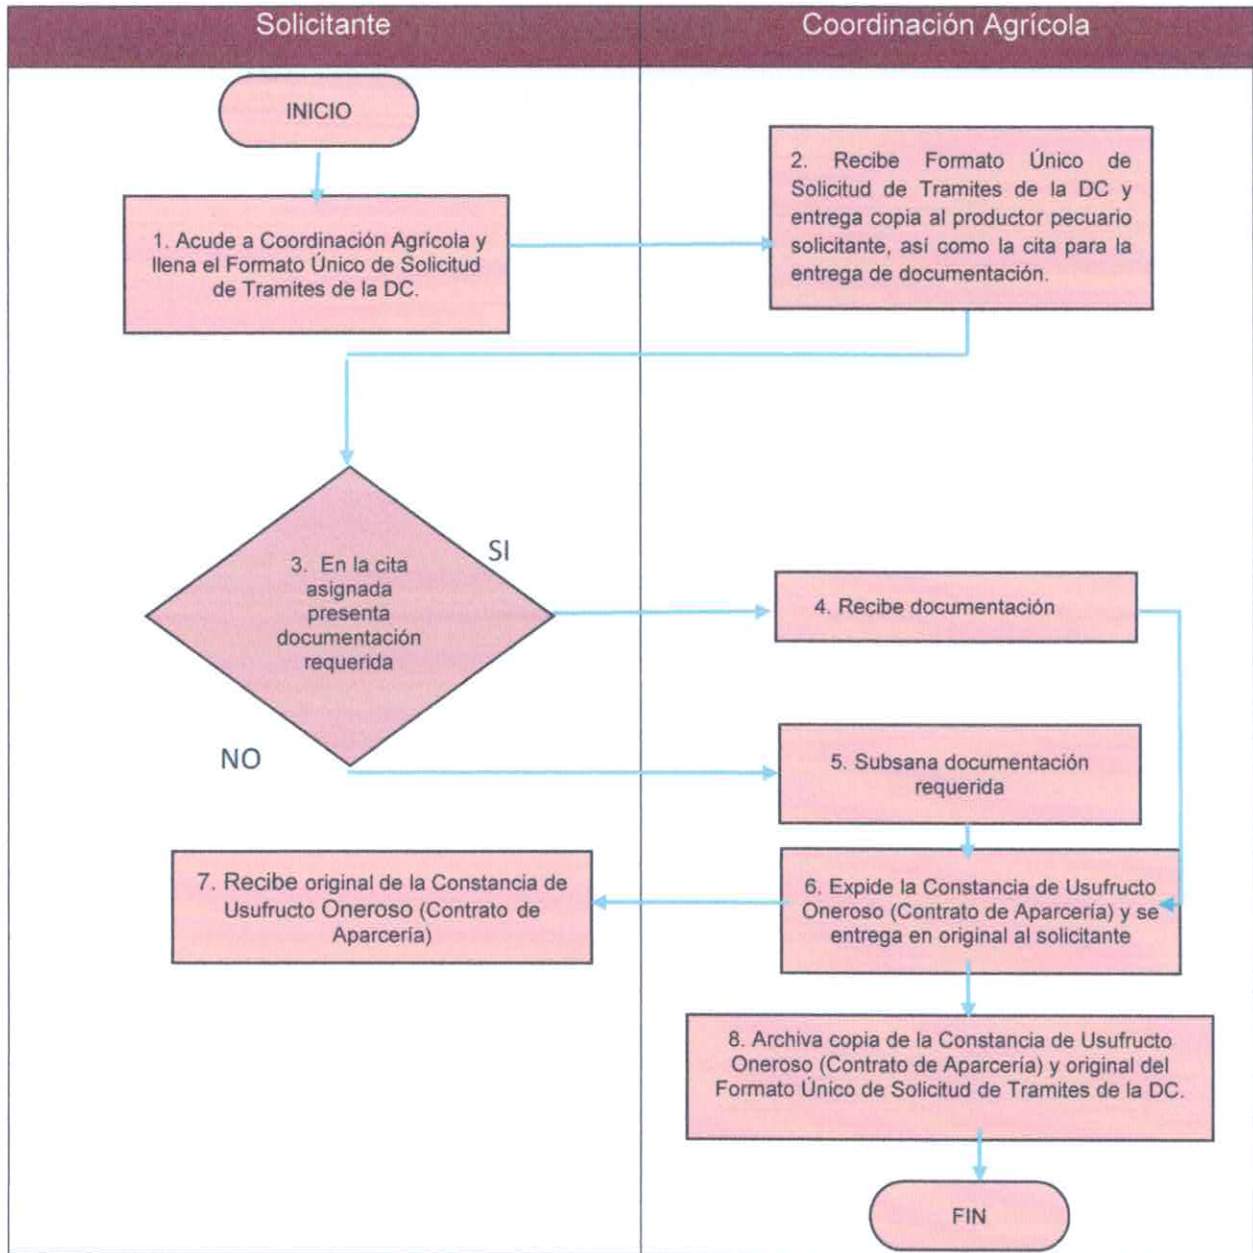 Solicitante
Coordinación Agrícola
INICIO
1. Acude a Coordinación Agrícola y
llena el Formato Único de Solicitud
de Tramites de la DC.
2. Recibe Formato Único de
Solicitud de Tramites de la DC y
entrega copia al productor pecuario
solicitante, así como la cita para la
entrega de documentación.
3. En la cita
asignada
presenta
documentación
requerida
SI
NO
4. Recibe documentación
5. Subsana documentación
requerida
6. Expide la Constancia de Usufructo
Oneroso (Contrato de Aparcería) y se
entrega en original al solicitante
7. Recibe original de la Constancia de
Usufructo Oneroso (Contrato de
Aparcería)
8. Archiva copia de la Constancia de Usufructo
Oneroso (Contrato de Aparcería) y original del
Formato Único de Solicitud de Tramites de la DC.
FIN